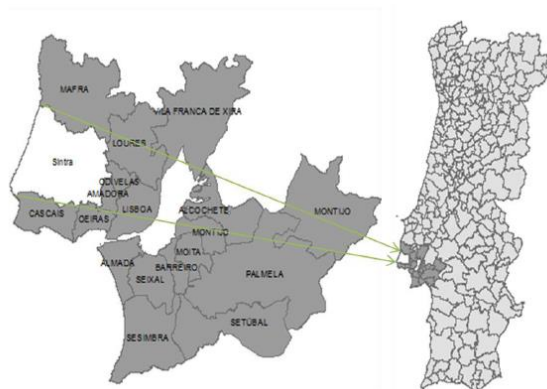 MAFRA
VILA FRANCA DE XIRA
LOURES
Sintra
ODIVELAS
AMADORA
CASCAIS
OEIRAS
LISBOA
ALCOCHETE
MONTIJO
MONTIJO
ALMADA
MOITA
BARREIRO
SEIXAL
PALMELA
SETÚBAL
SESIMBRA